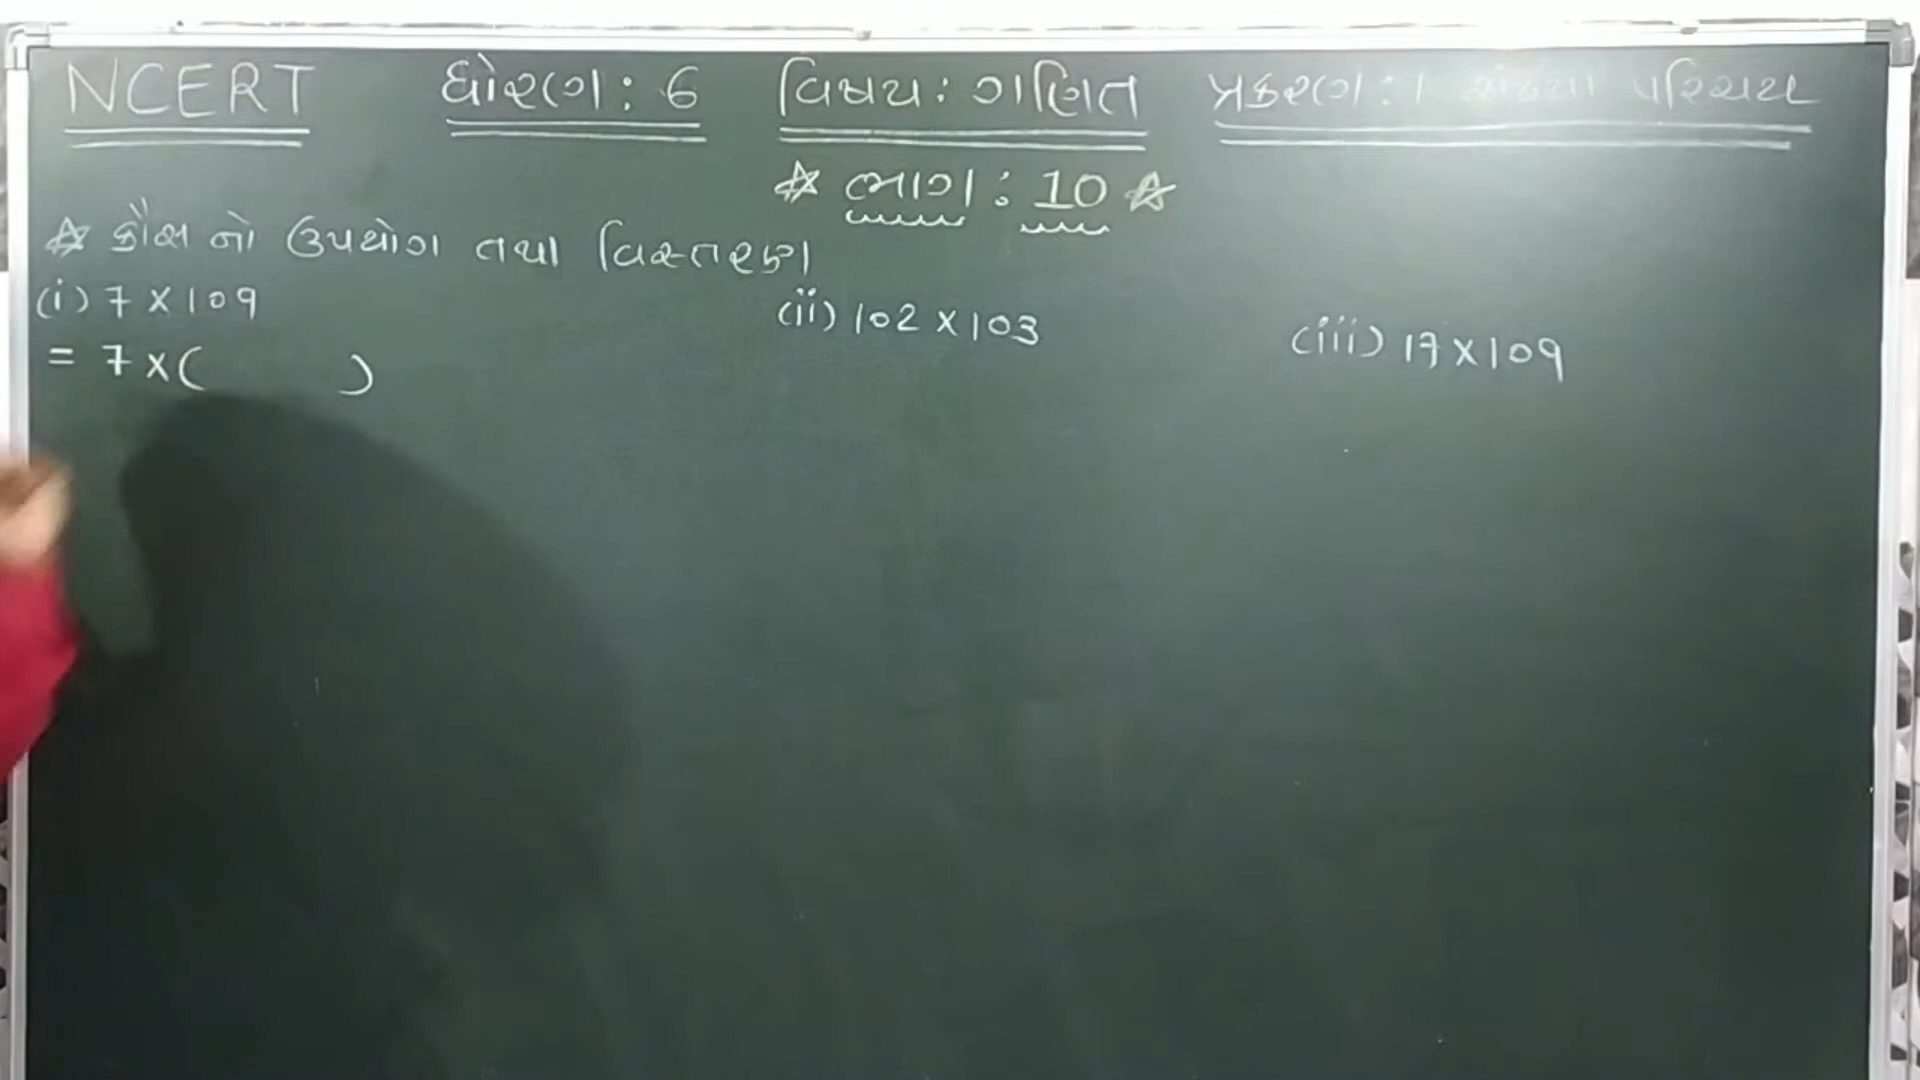 NCERT ધોરણ : 6 વિષય : ગણિત પ્રકરણ : 1 સંખ્યા પરિચય
☆ ભાગ : 10 ☆
☆ કૌંસ નો ઉપયોગ તથા વિસ્તરણ
(i) 7 × 109 (ii) 102 × 103 (iii) 17 × 109
= 7 × ( )